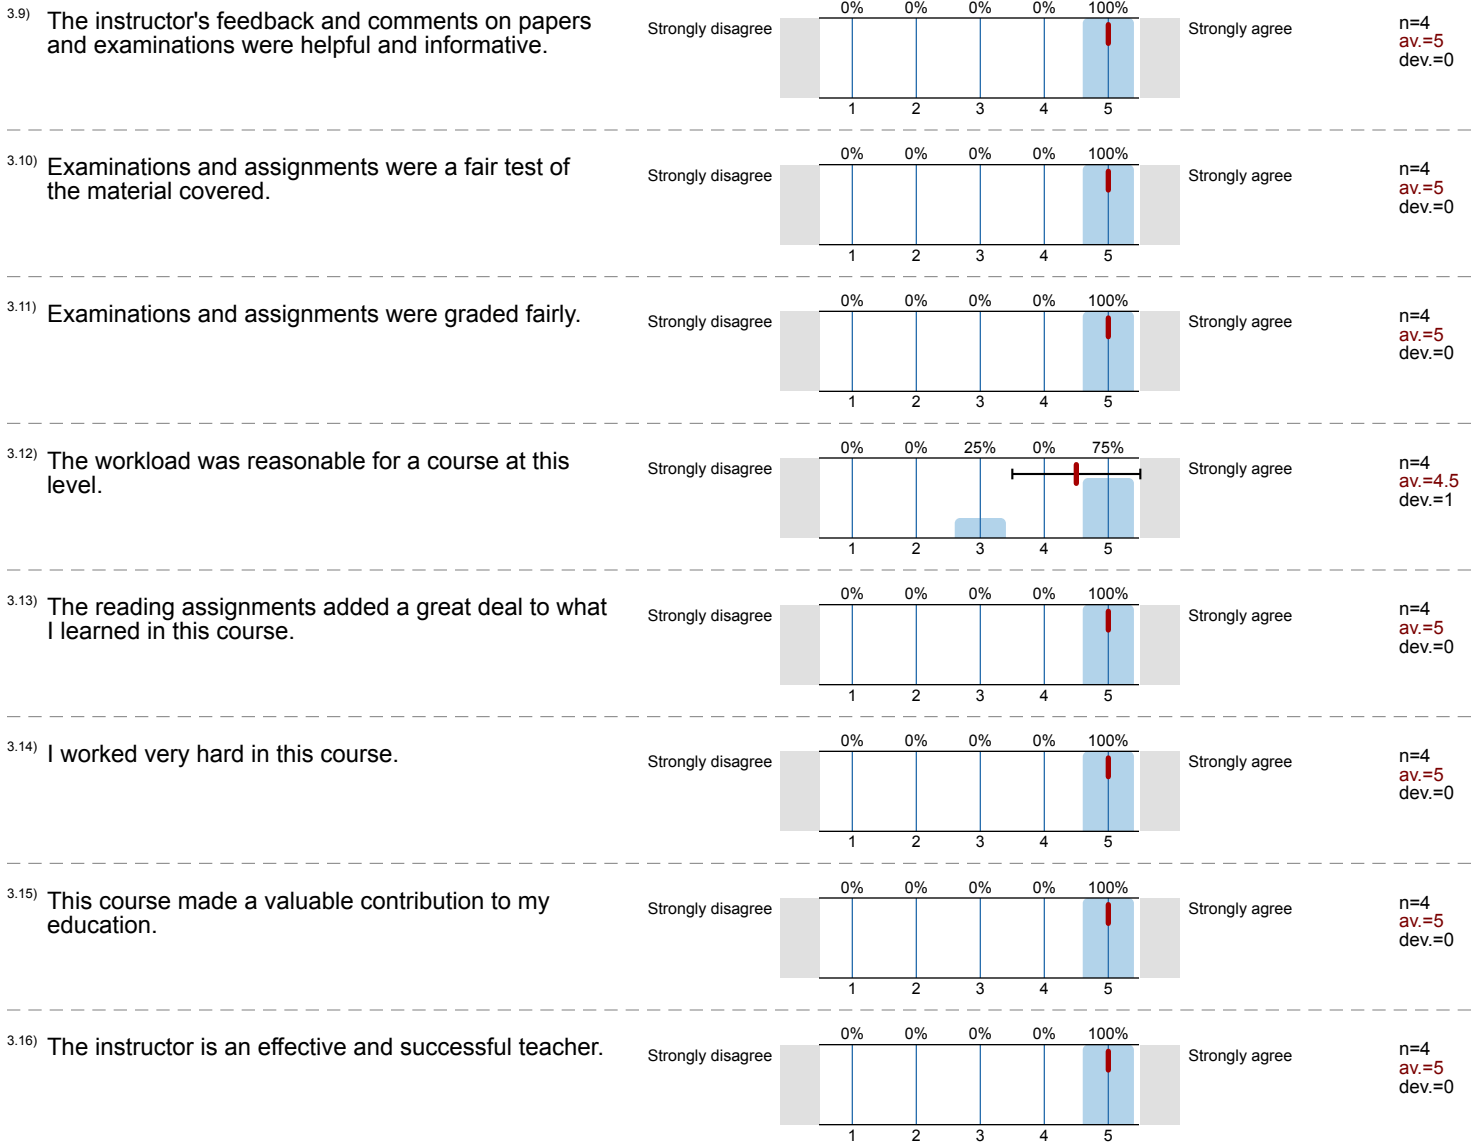 0% 0% 0% 0% 100%
3.9) The instructor's feedback and comments on papers
and examinations were helpful and informative.
Strongly disagree
Strongly agree
n=4
av.=5
dev.=0
1 2 3 4 5
0% 0% 0% 0% 100%
3.10) Examinations and assignments were a fair test of
the material covered.
Strongly disagree
Strongly agree
n=4
av.=5
dev.=0
1 2 3 4 5
0% 0% 0% 0% 100%
3.11) Examinations and assignments were graded fairly.
Strongly disagree
Strongly agree
n=4
av.=5
dev.=0
1 2 3 4 5
0% 0% 25% 0% 75%
3.12) The workload was reasonable for a course at this
level.
Strongly disagree
Strongly agree
n=4
av.=4.5
dev.=1
1 2 3 4 5
0% 0% 0% 0% 100%
3.13) The reading assignments added a great deal to what
I learned in this course.
Strongly disagree
Strongly agree
n=4
av.=5
dev.=0
1 2 3 4 5
0% 0% 0% 0% 100%
3.14) I worked very hard in this course.
Strongly disagree
Strongly agree
n=4
av.=5
dev.=0
1 2 3 4 5
0% 0% 0% 0% 100%
3.15) This course made a valuable contribution to my
education.
Strongly disagree
Strongly agree
n=4
av.=5
dev.=0
1 2 3 4 5
0% 0% 0% 0% 100%
3.16) The instructor is an effective and successful teacher.
Strongly disagree
Strongly agree
n=4
av.=5
dev.=0
1 2 3 4 5